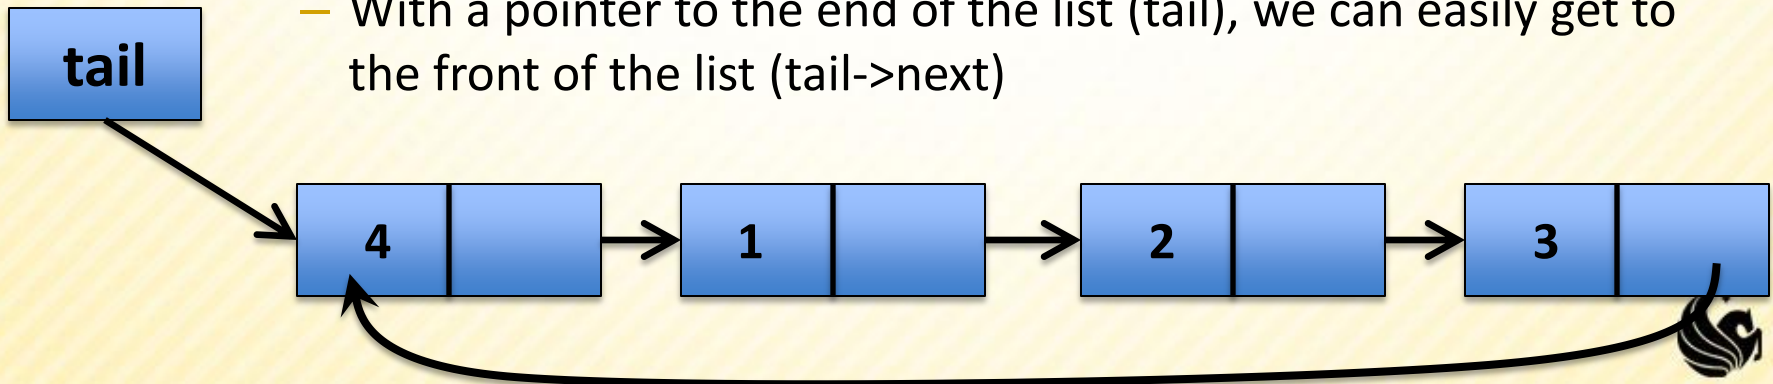 – With a pointer to the end of the list (tail), we can easily get to
the front of the list (tail->next)
tail
4 1 2 3